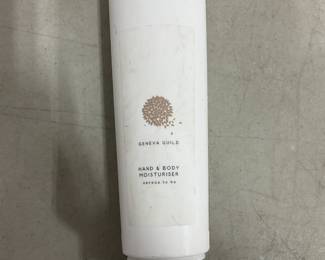 GENEVA GUILD
HAND & BODY
MOISTURISER